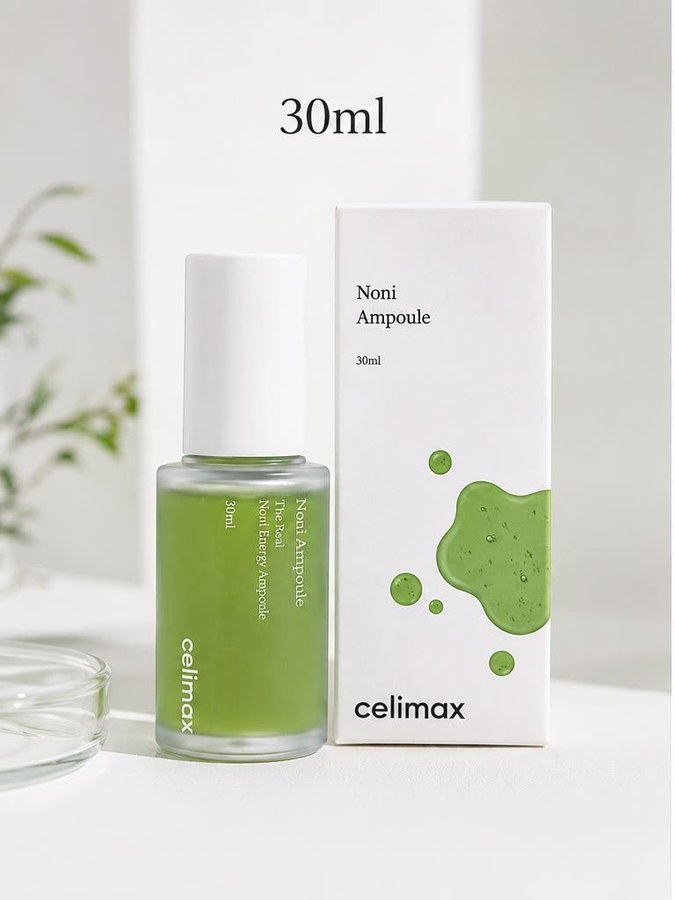 30ml
Noni
Ampoule
30ml
celimax
Noni Ampoule
The Real
Noni Energy Ampoule
30ml
celimax